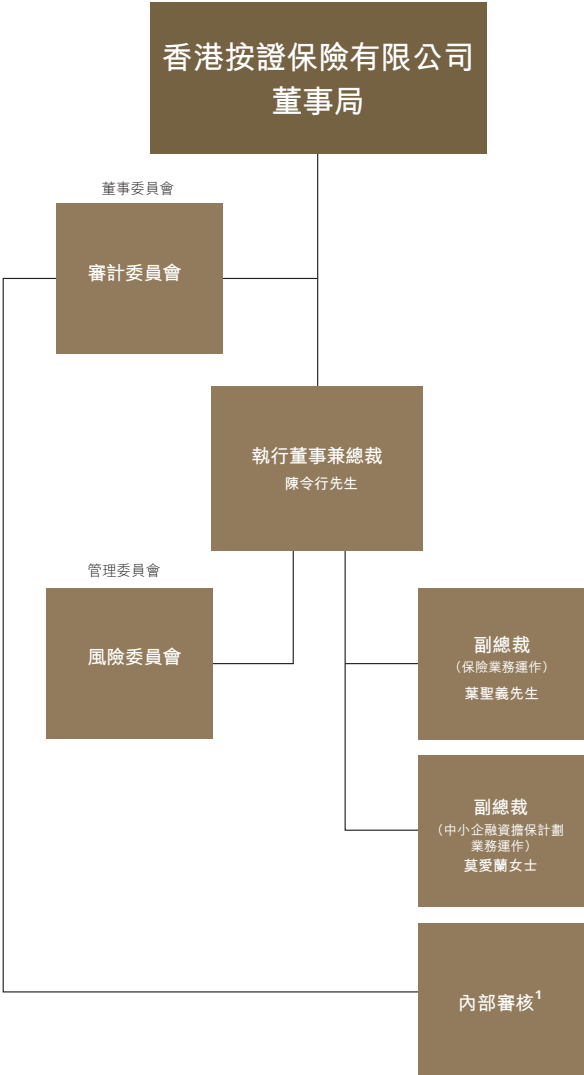 香港按證保險有限公司
董事局
董事委員會
審計委員會
執行董事兼總裁
陳令行先生
管理委員會
風險委員會
副總裁
（保險業務運作）
葉聖義先生
副總裁
（中小企融資擔保計劃
業務運作）
莫愛蘭女士
內部審核¹